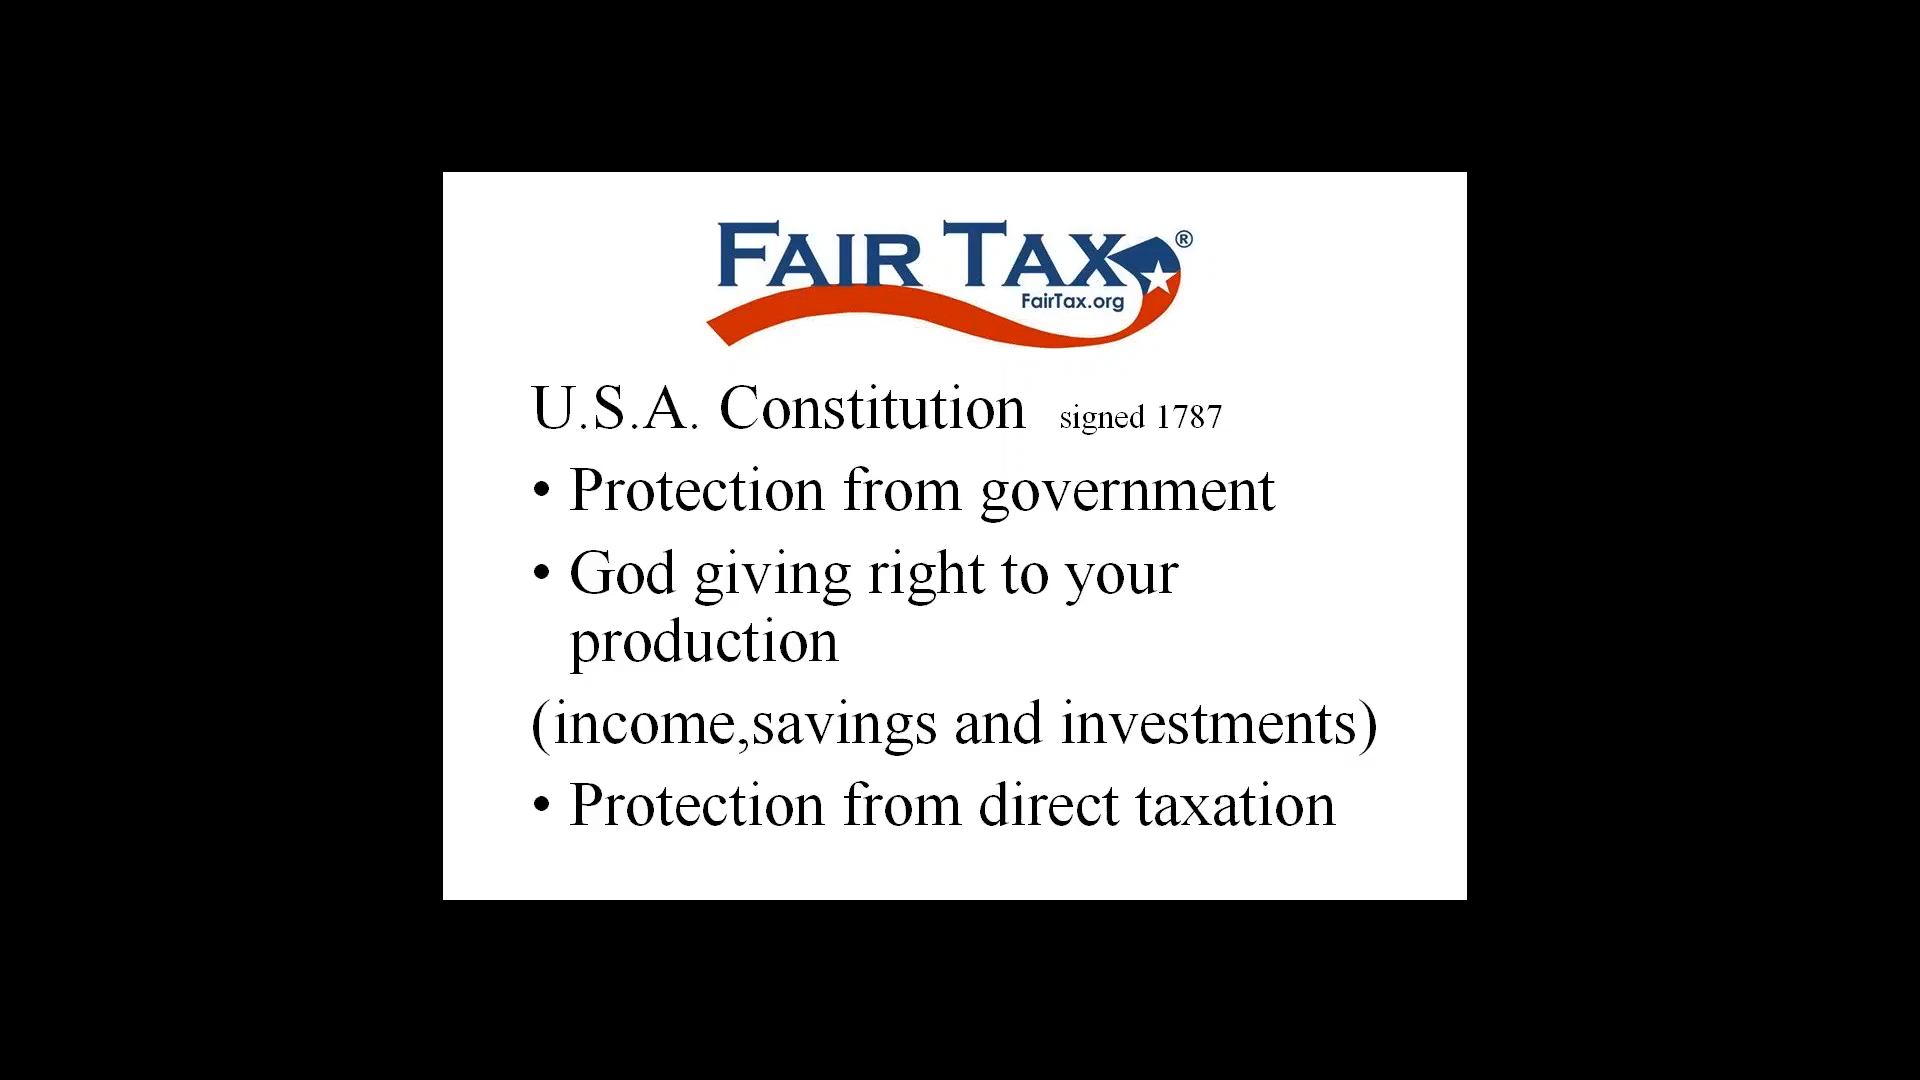 FAIR TAX®
FairTax.org
U.S.A. Constitution signed 1787
• Protection from government
• God giving right to your
production
(income,savings and investments)
• Protection from direct taxation